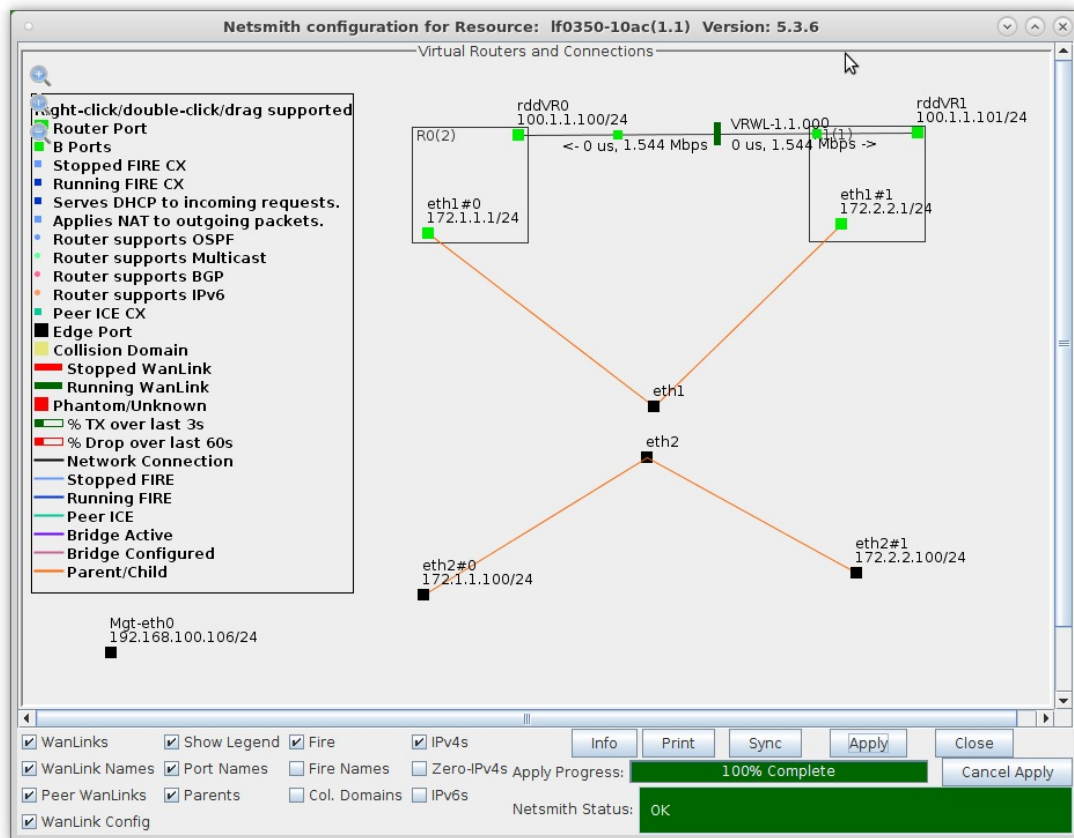 Netsmith configuration for Resource:  lf0350-10ac(1.1)  Version: 5.3.6
Virtual Routers and Connections
ght-click/double-click/drag supported
Router Port
B Ports
Stopped FIRE CX
Running FIRE CX
Serves DHCP to incoming requests.
Applies NAT to outgoing packets.
Router supports OSPF
Router supports Multicast
Router supports BGP
Router supports IPv6
Peer ICE CX
Edge Port
Collision Domain
Stopped WanLink
Running WanLink
Phantom/Unknown
% TX over last 3s
% Drop over last 60s
Network Connection
Stopped FIRE
Running FIRE
Peer ICE
Bridge Active
Bridge Configured
Parent/Child
rddVR0
100.1.1.100/24
R0(2)
VRWL-1.1.000
<- 0 us, 1.544 Mbps
0 us, 1.544 Mbps ->
rddVR1
100.1.1.101/24
(1)
eth1#0
172.1.1.1/24
eth1#1
172.2.2.1/24
eth1
eth2
eth2#0
172.1.1.100/24
eth2#1
172.2.2.100/24
Mgt-eth0
192.168.100.106/24
WanLinks Show Legend Fire IPv4s Info Print Sync Apply Close
WanLink Names Port Names Fire Names Zero-IPv4s Apply Progress: 100% Complete Cancel Apply
Peer WanLinks Parents Col. Domains IPv6s Netsmith Status: OK
WanLink Config